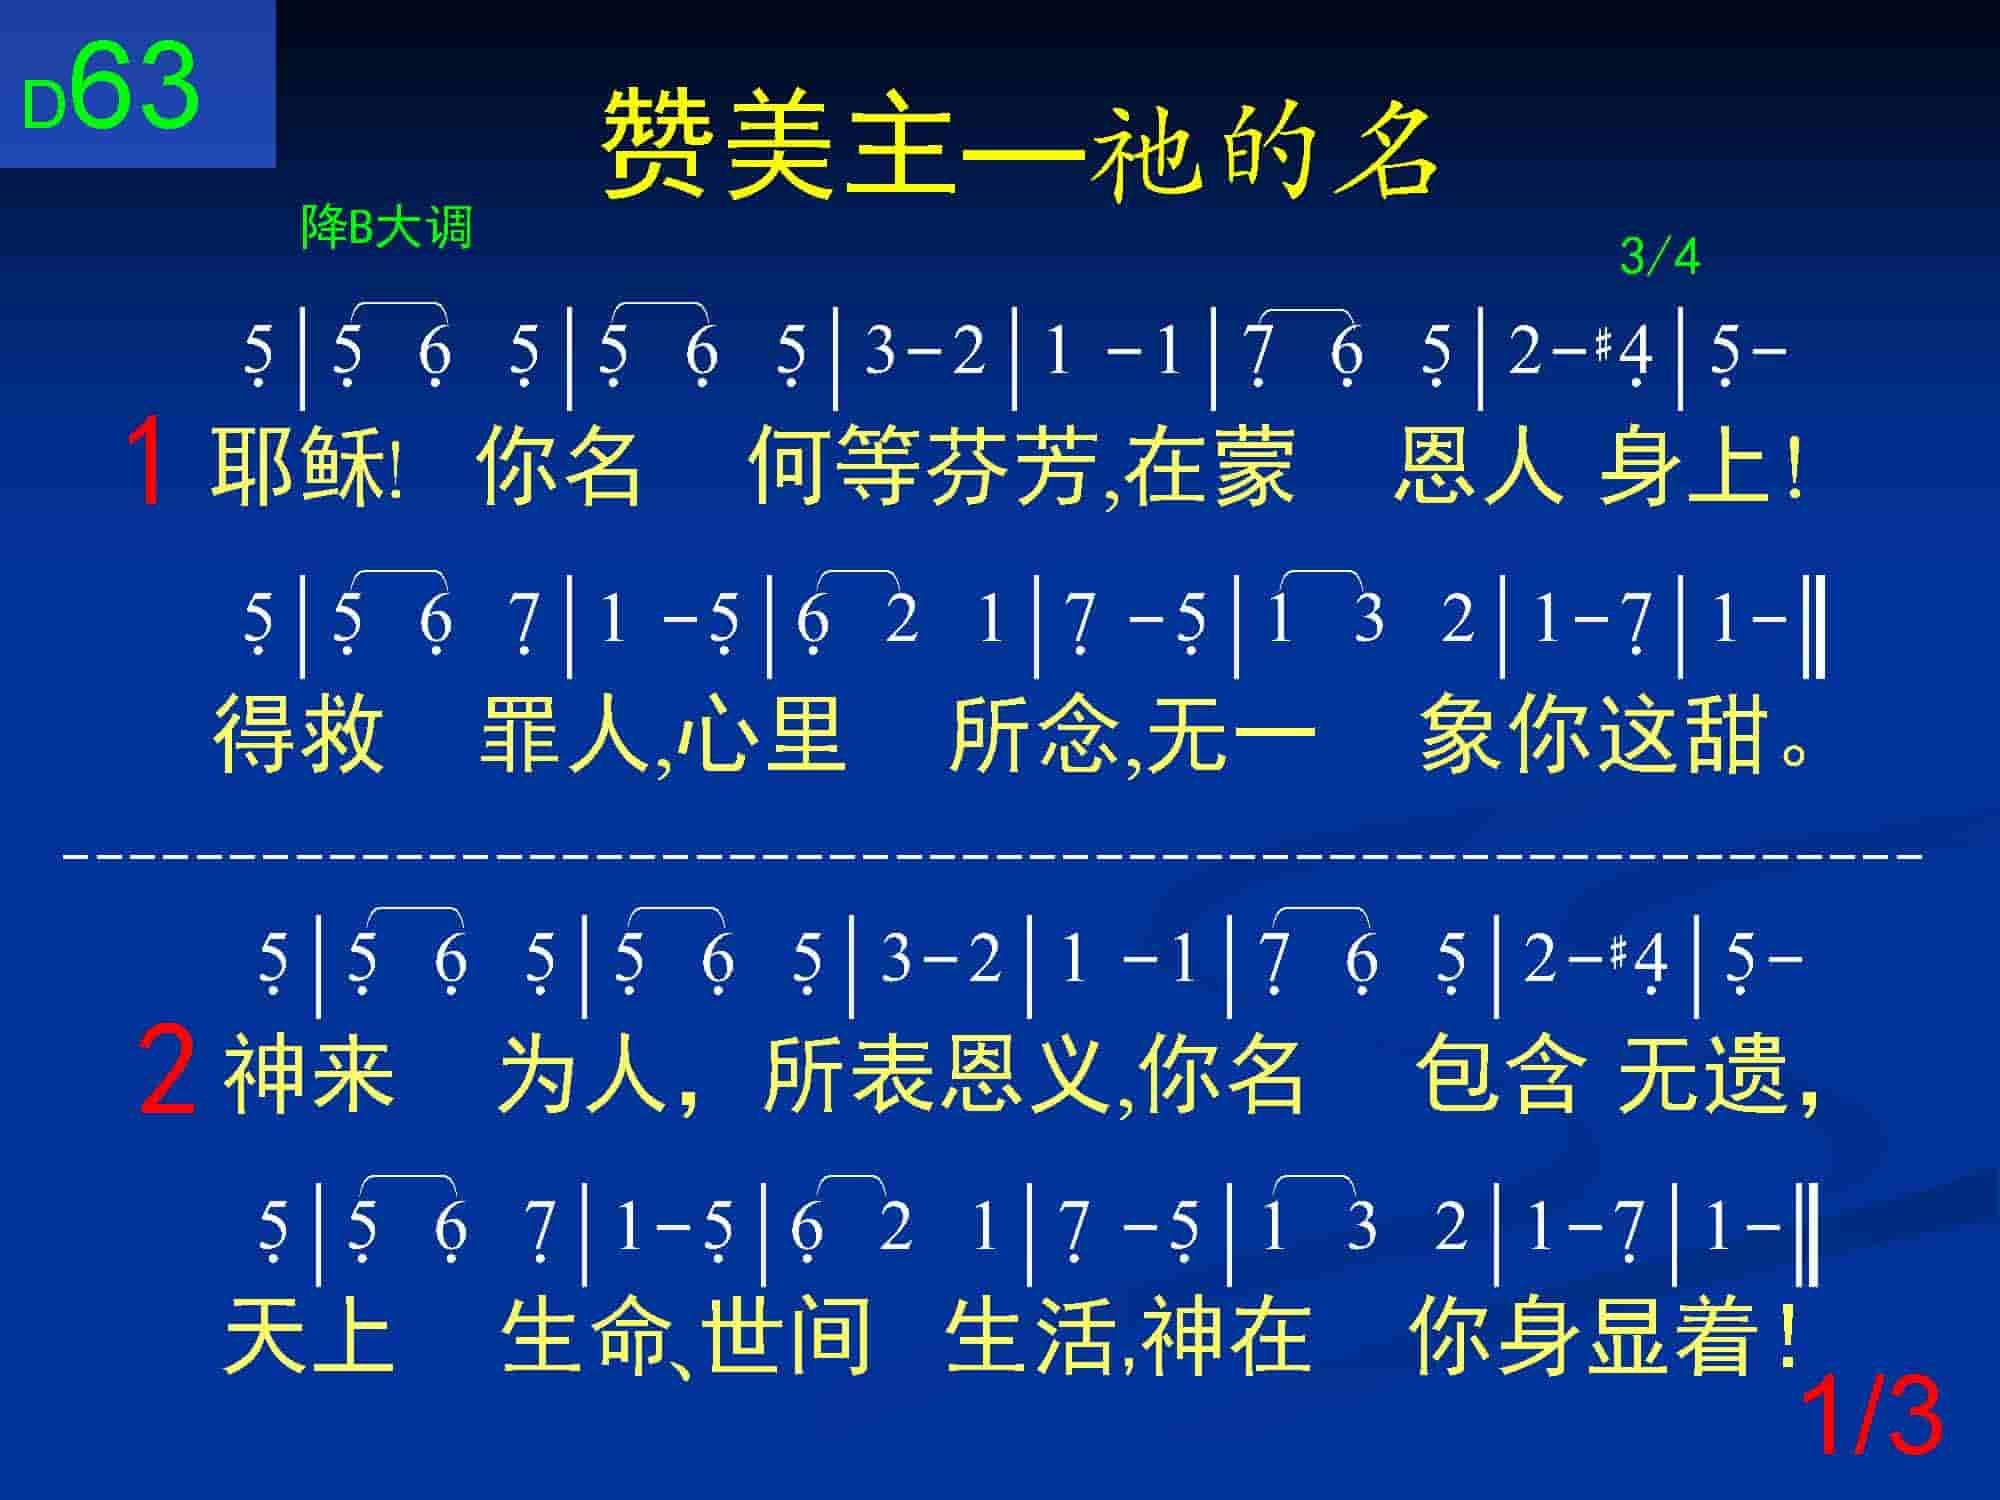 D63
赞美主—祂的名
降B大调 3/4
5|5 6 5|5 6 5|3-2|1 -1|7 6 5|2-#4|5-
1 耶稣! 你名 何等芬芳,在蒙 恩人 身上!
5|5 6 7|1 -5|6 2 1|7 -5|1 3 2|1-7|1-‖
得救 罪人,心里 所念,无一 象你这甜。
5|5 6 5|5 6 5|3-2|1 -1|7 6 5|2-#4|5-
2 神来 为人，所表恩义,你名 包含 无遗，
5|5 6 7|1-5|6 2 1|7 -5|1 3 2|1-7|1-‖
天上 生命、世间 生活,神在 你身显着!
1/3